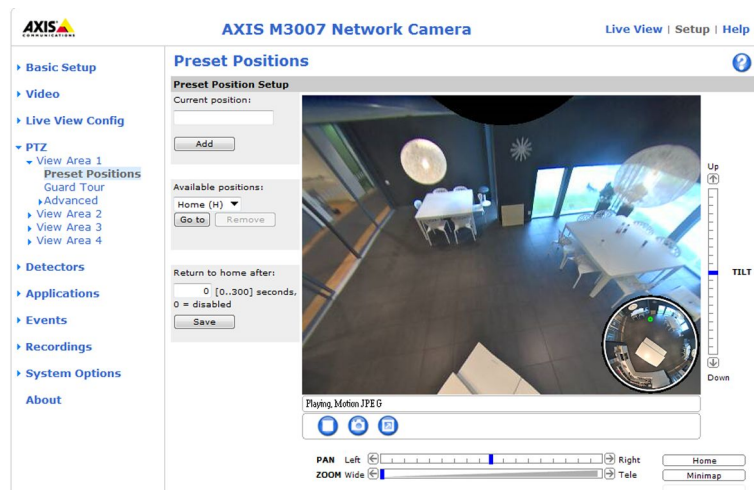 AXIS
COMMUNICATIONS
AXIS M3007 Network Camera
Live View | Setup | Help
Basic Setup
Video
Live View Config
PTZ
View Area 1
Preset Positions
Guard Tour
Advanced
View Area 2
View Area 3
View Area 4
Detectors
Applications
Events
Recordings
System Options
About
Preset Positions
?
Preset Position Setup
Current position:
Add
Available positions:
Home (H)
Go to Remove
Return to home after:
0 [0..300] seconds,
0 = disabled
Save
Up
TILT
Down
Playing, Motion JPEG
PAN Left Right Home
ZOOM Wide Tele Minimap